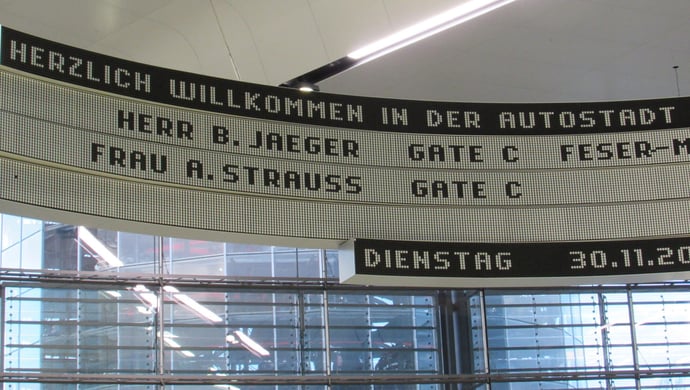 HERZLICH WILLKOMMEN IN DER AUTOSTADT
HERR B. JAEGER GATE C FESER-M
FRAU A. STRAUSS GATE C
DIENSTAG 30.11.20